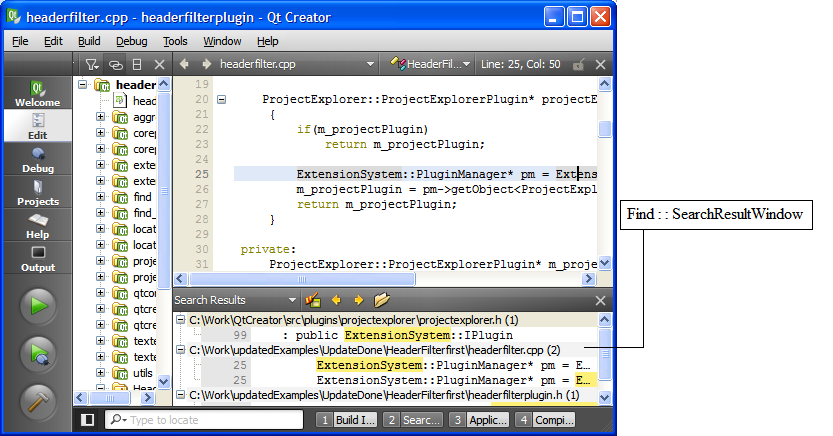 headerfilter.cpp - headerfilterplugin - Qt Creator
File Edit Build Debug Tools Window Help
headerfilter.cpp HeaderFil... Line: 25, Col: 50
Welcome
Edit
Debug
Projects
Help
Output
header
head
aggr
core
core
exte
exte
find
find_
locat
locat
proje
proje
qtcor
qtcre
qtcre
texte
texte
utils
19
20 ProjectExplorer::ProjectExplorerPlugin* projectE
21 {
22 if(m_projectPlugin)
23 return m_projectPlugin;
24
25 ExtensionSystem::PluginManager* pm = Extens
26 m_projectPlugin = pm->getObject<ProjectExpl
27 return m_projectPlugin;
28 }
29
30 private:
31 ProjectExplorer::ProjectExplorerPlugin* m_proje
Find : : SearchResultWindow
Search Results
C:\Work\QtCreator\src\plugins\projectexplorer\projectexplorer.h (1)
99 : public ExtensionSystem::IPlugin
C:\Work\updatedExamples\UpdateDone\HeaderFilterfirst\headerfilter.cpp (2)
25 ExtensionSystem::PluginManager* pm = E...
25 ExtensionSystem::PluginManager* pm = E...
C:\Work\updatedExamples\UpdateDone\HeaderFilterfirst\headerfilterplugin.h (1)
Type to locate
1 Build I...
2 Searc...
3 Applic...
4 Compi...